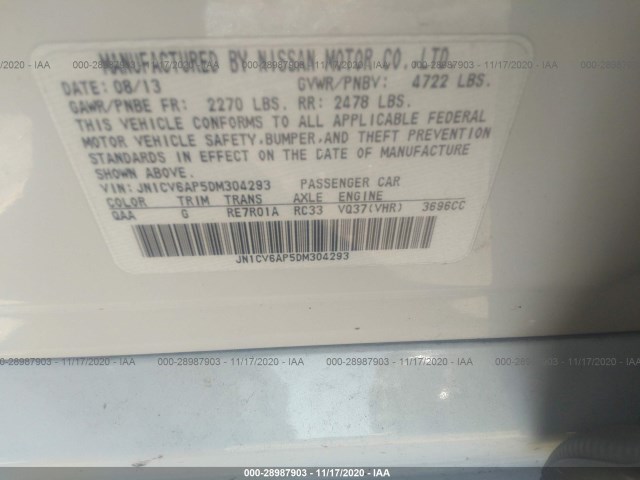 MANUFACTURED BY NISSAN MOTOR CO., LTD.
DATE: 08/13 GVWR/PNBV: 4722 LBS.
GAWR/PNBE FR: 2270 LBS. RR: 2478 LBS.
THIS VEHICLE CONFORMS TO ALL APPLICABLE FEDERAL
MOTOR VEHICLE SAFETY, BUMPER, AND THEFT PREVENTION
STANDARDS IN EFFECT ON THE DATE OF MANUFACTURE
SHOWN ABOVE.
VIN: JN1CV6AP5DM304293 PASSENGER CAR
COLOR TRIM TRANS AXLE ENGINE
QAA G RE7R01A RC33 VQ37(VHR) 3696CC
JN1CV6AP5DM304293
000-28987903 - 11/17/2020 - IAA